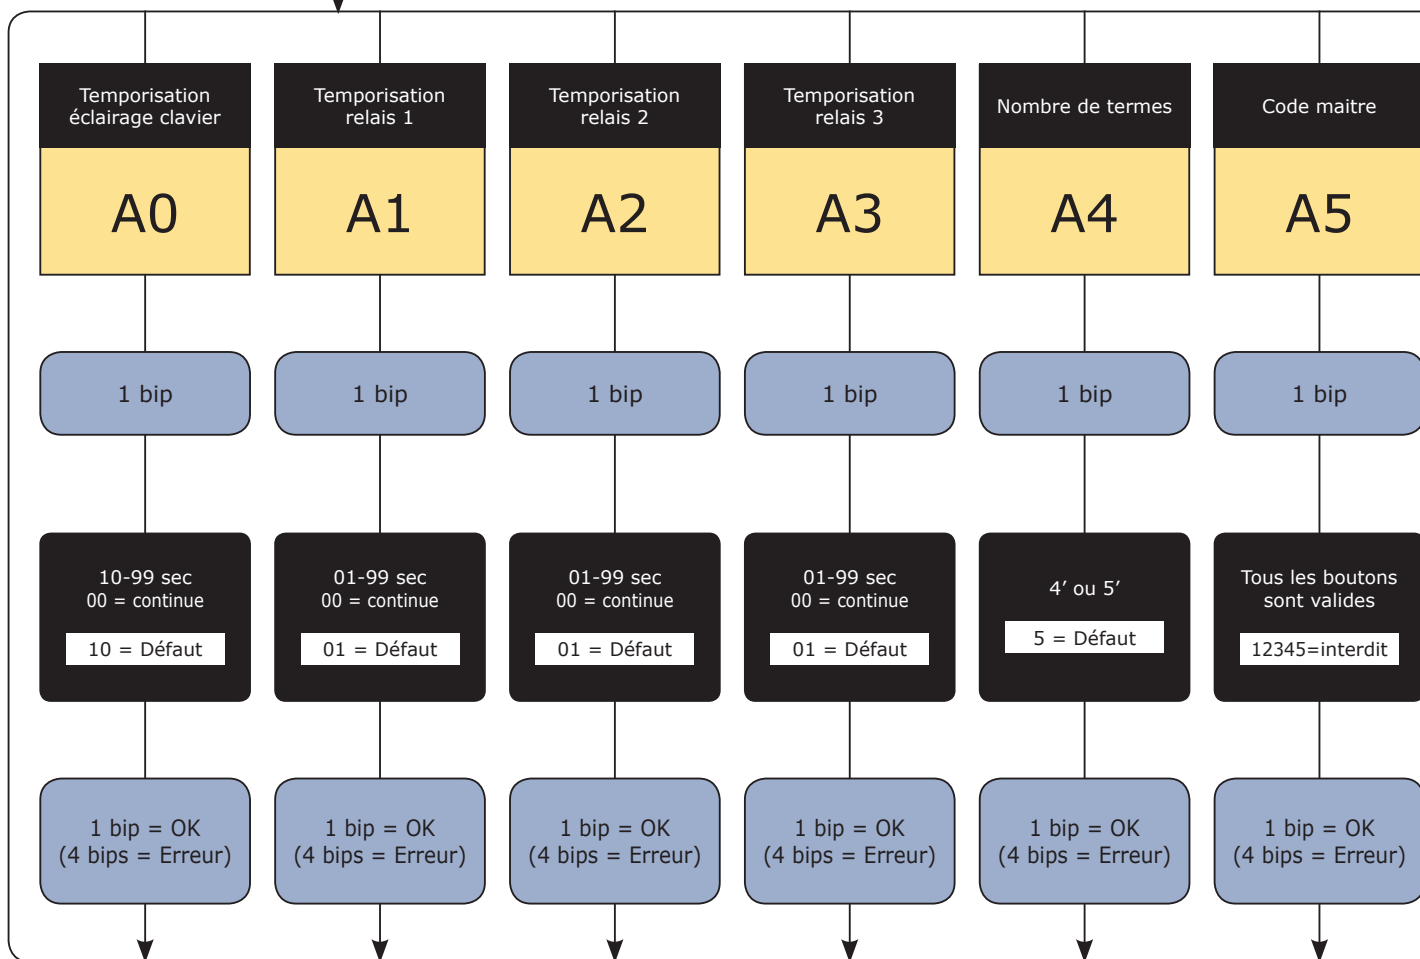 Temporisation
éclairage clavier
A0
1 bip
10-99 sec
00 = continue
10 = Défaut
1 bip = OK
(4 bips = Erreur)
Temporisation
relais 1
A1
1 bip
01-99 sec
00 = continue
01 = Défaut
1 bip = OK
(4 bips = Erreur)
Temporisation
relais 2
A2
1 bip
01-99 sec
00 = continue
01 = Défaut
1 bip = OK
(4 bips = Erreur)
Temporisation
relais 3
A3
1 bip
01-99 sec
00 = continue
01 = Défaut
1 bip = OK
(4 bips = Erreur)
Nombre de termes
A4
1 bip
4′ ou 5′
5 = Défaut
1 bip = OK
(4 bips = Erreur)
Code maitre
A5
1 bip
Tous les boutons
sont valides
12345=interdit
1 bip = OK
(4 bips = Erreur)